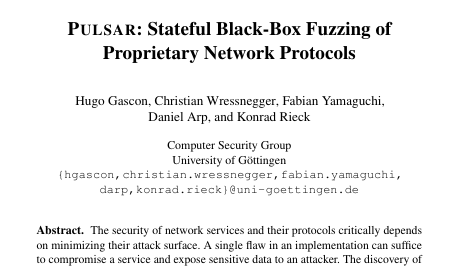 PULSAR: Stateful Black-Box Fuzzing of
Proprietary Network Protocols
Hugo Gascon, Christian Wressnegger, Fabian Yamaguchi,
Daniel Arp, and Konrad Rieck
Computer Security Group
University of Göttingen
{hgascon,christian.wressnegger,fabian.yamaguchi,
darp,konrad.rieck}@uni-goettingen.de
Abstract. The security of network services and their protocols critically depends
on minimizing their attack surface. A single flaw in an implementation can suffice
to compromise a service and expose sensitive data to an attacker. The discovery of